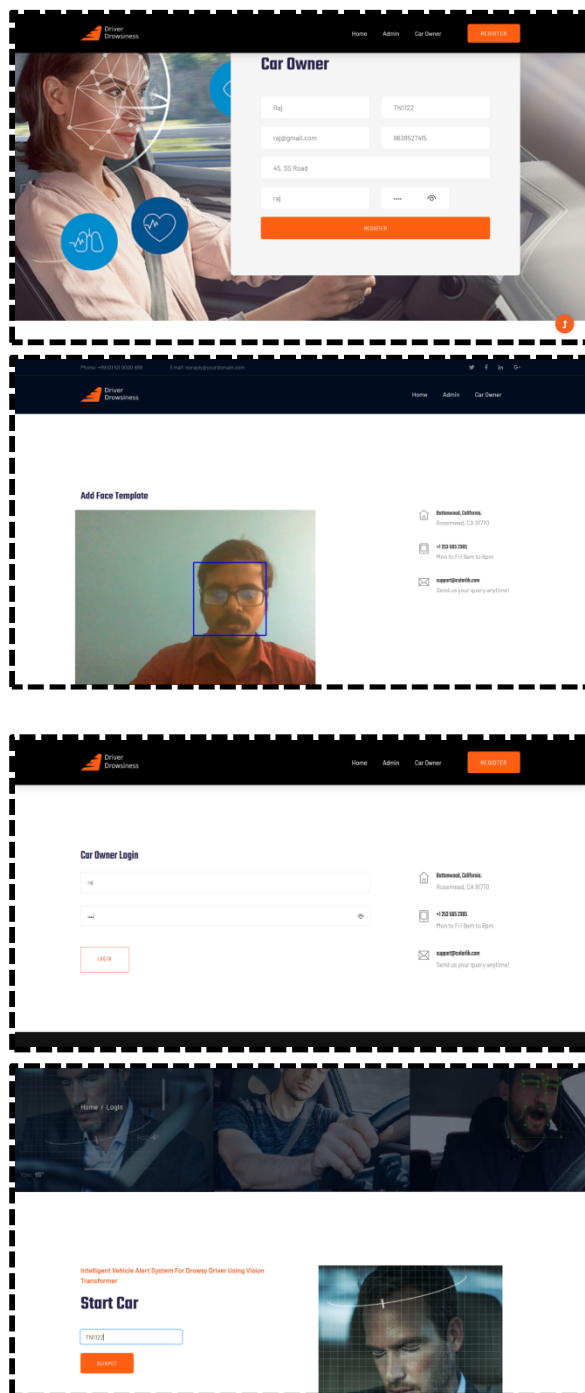 Driver
Drowsiness
Home Admin Car Owner REGISTER
Car Owner
Raj TN1122
raj@gmail.com 9638527415
45, SS Road
raj ••••
REGISTER
Driver
Drowsiness
Home Admin Car Owner
Add Face Template
Buttonwood, California.
Rosemead, CA 91770
+1 253 565 2365
Mon to Fri 9am to 6pm
support@colorlib.com
Send us your query anytime!
Driver
Drowsiness
Home Admin Car Owner REGISTER
Car Owner Login
raj
••••
LOGIN
Buttonwood, California.
Rosemead, CA 91770
+1 253 565 2365
Mon to Fri 9am to 6pm
support@colorlib.com
Send us your query anytime!
Home / Login
Intelligent Vehicle Alert System For Drowsy Driver Using Vision
Transformer
Start Car
TN1122
SUBMIT